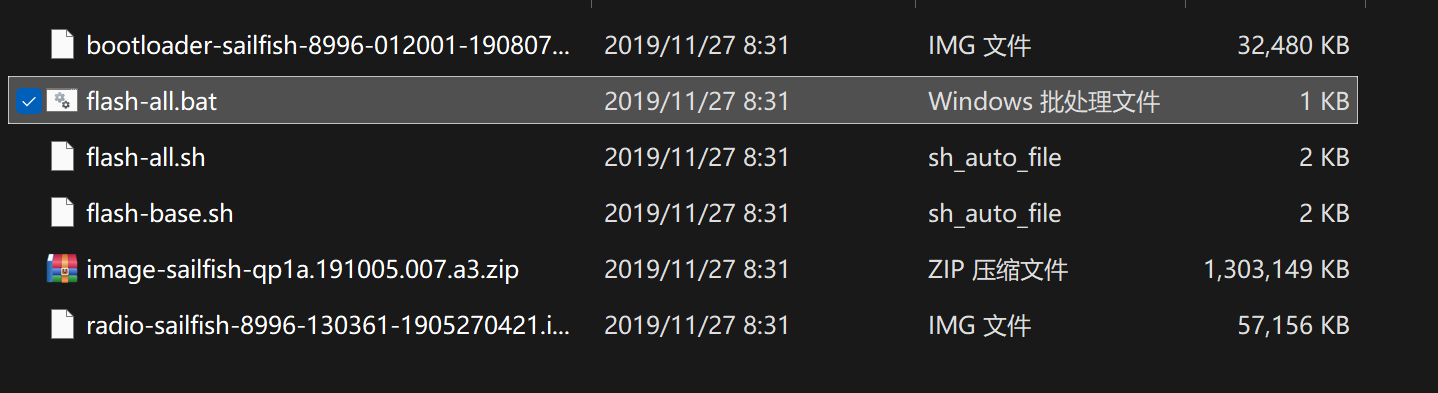 bootloader-sailfish-8996-012001-190807... 2019/11/27 8:31 IMG 文件 32,480 KB
flash-all.bat 2019/11/27 8:31 Windows 批处理文件 1 KB
flash-all.sh 2019/11/27 8:31 sh_auto_file 2 KB
flash-base.sh 2019/11/27 8:31 sh_auto_file 2 KB
image-sailfish-qp1a.191005.007.a3.zip 2019/11/27 8:31 ZIP 压缩文件 1,303,149 KB
radio-sailfish-8996-130361-1905270421.i... 2019/11/27 8:31 IMG 文件 57,156 KB